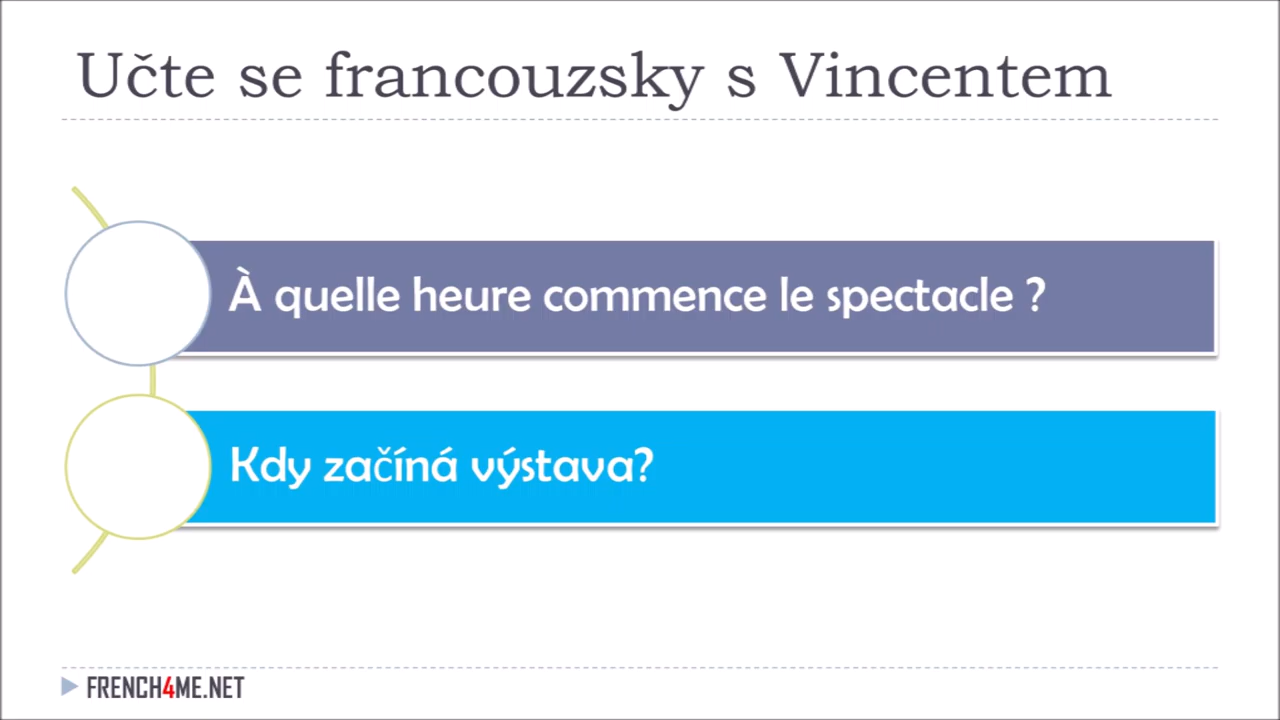 Učte se francouzsky s Vincentem
À quelle heure commence le spectacle ?
Kdy začíná výstava?
FRENCH4ME.NET